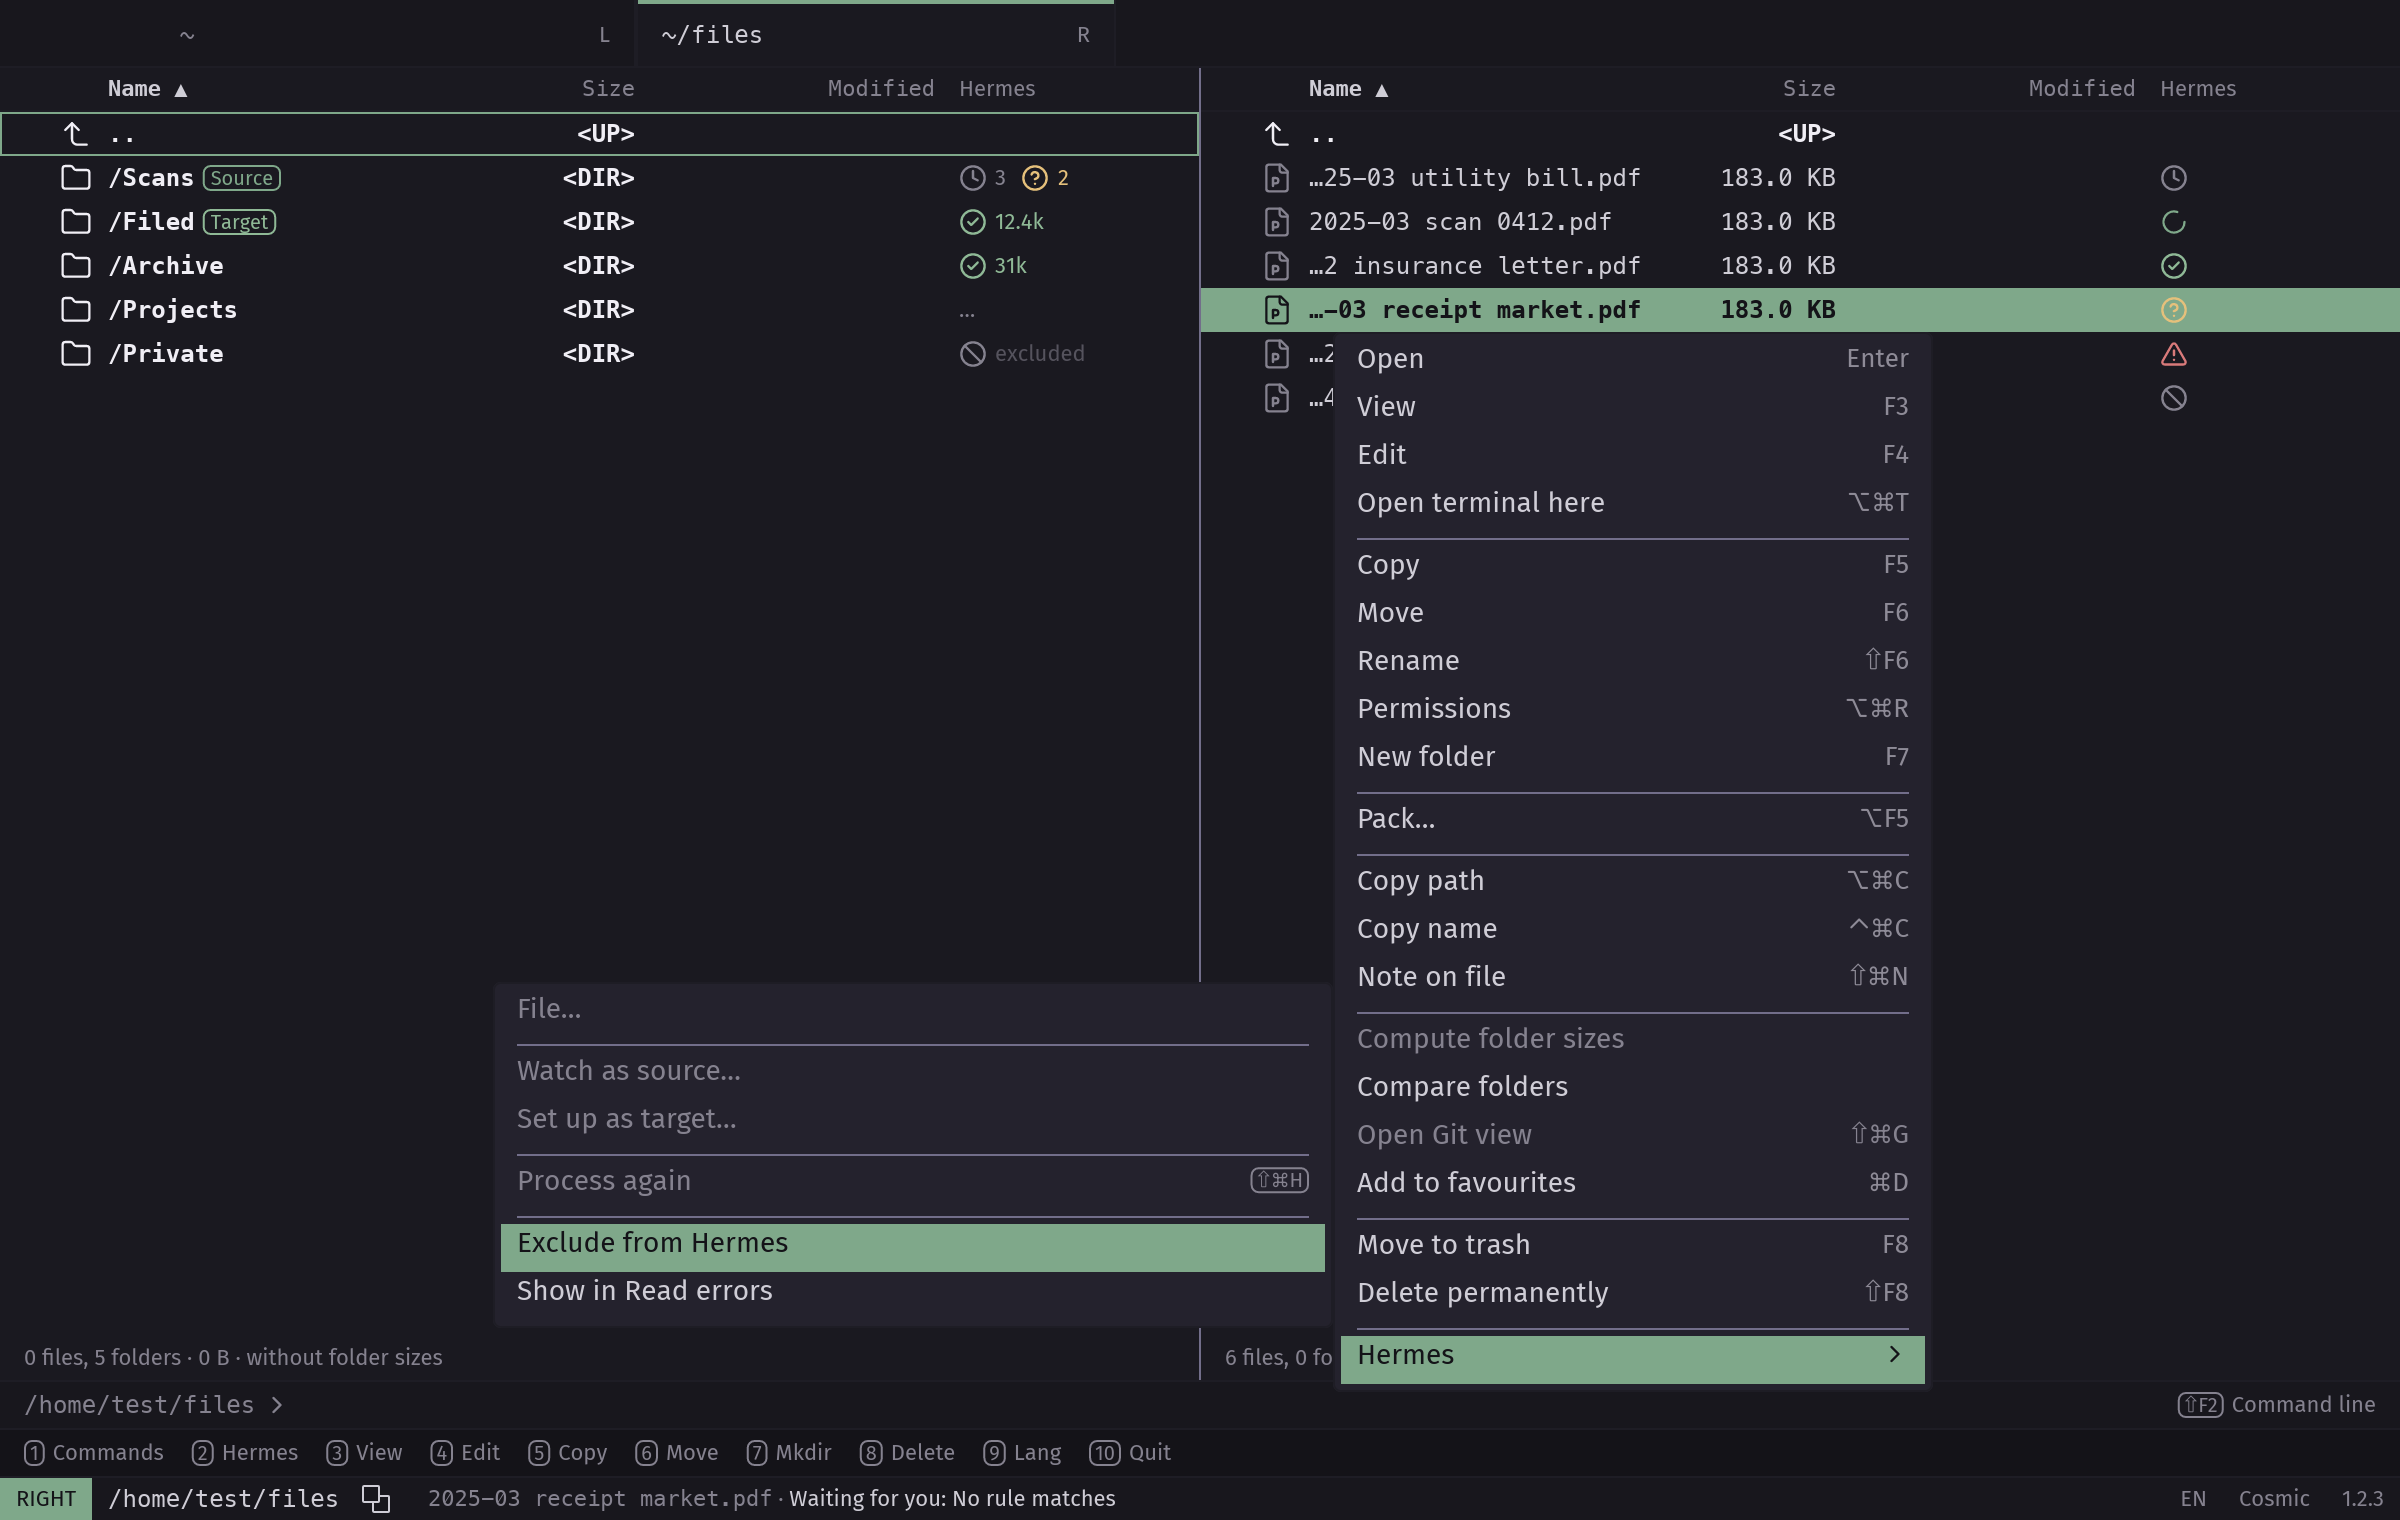 ~ L ~/files R
Name ▲ Size Modified Hermes
.. <UP>
/Scans Source <DIR> 3 2
/Filed Target <DIR> 12.4k
/Archive <DIR> 31k
/Projects <DIR> …
/Private <DIR> excluded
0 files, 5 folders · 0 B · without folder sizes
Name ▲ Size Modified Hermes
.. <UP>
…25-03 utility bill.pdf 183.0 KB
2025-03 scan 0412.pdf 183.0 KB
…2 insurance letter.pdf 183.0 KB
…-03 receipt market.pdf 183.0 KB
…2
…4
6 files, 0 fo
Open Enter
View F3
Edit F4
Open terminal here ⌥⌘T
Copy F5
Move F6
Rename ⇧F6
Permissions ⌥⌘R
New folder F7
Pack… ⌥F5
Copy path ⌥⌘C
Copy name ^⌘C
Note on file ⇧⌘N
Compute folder sizes
Compare folders
Open Git view ⇧⌘G
Add to favourites ⌘D
Move to trash F8
Delete permanently ⇧F8
Hermes >
File…
Watch as source…
Set up as target…
Process again ⇧⌘H
Exclude from Hermes
Show in Read errors
/home/test/files > ⇧F2 Command line
1 Commands 2 Hermes 3 View 4 Edit 5 Copy 6 Move 7 Mkdir 8 Delete 9 Lang 10 Quit
RIGHT /home/test/files 2025-03 receipt market.pdf · Waiting for you: No rule matches EN Cosmic 1.2.3